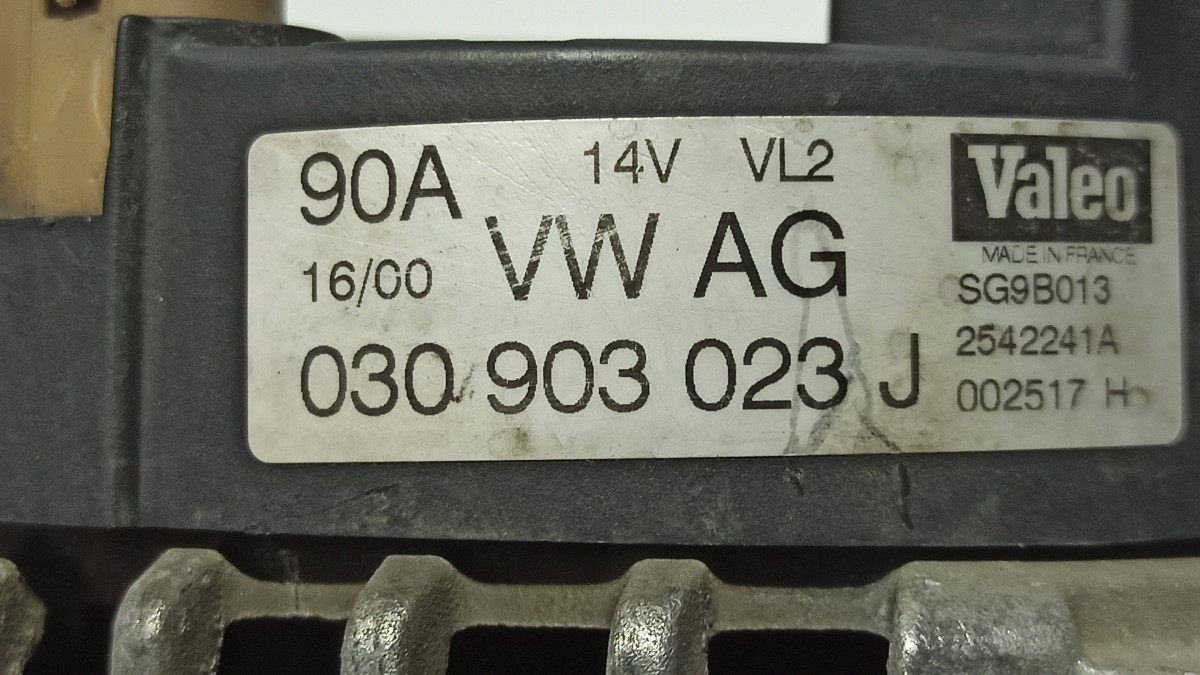 90A 14V VL2
Valeo
VW AG
MADE IN FRANCE
16/00
SG9B013
2542241A
030 903 023 J
002517 H